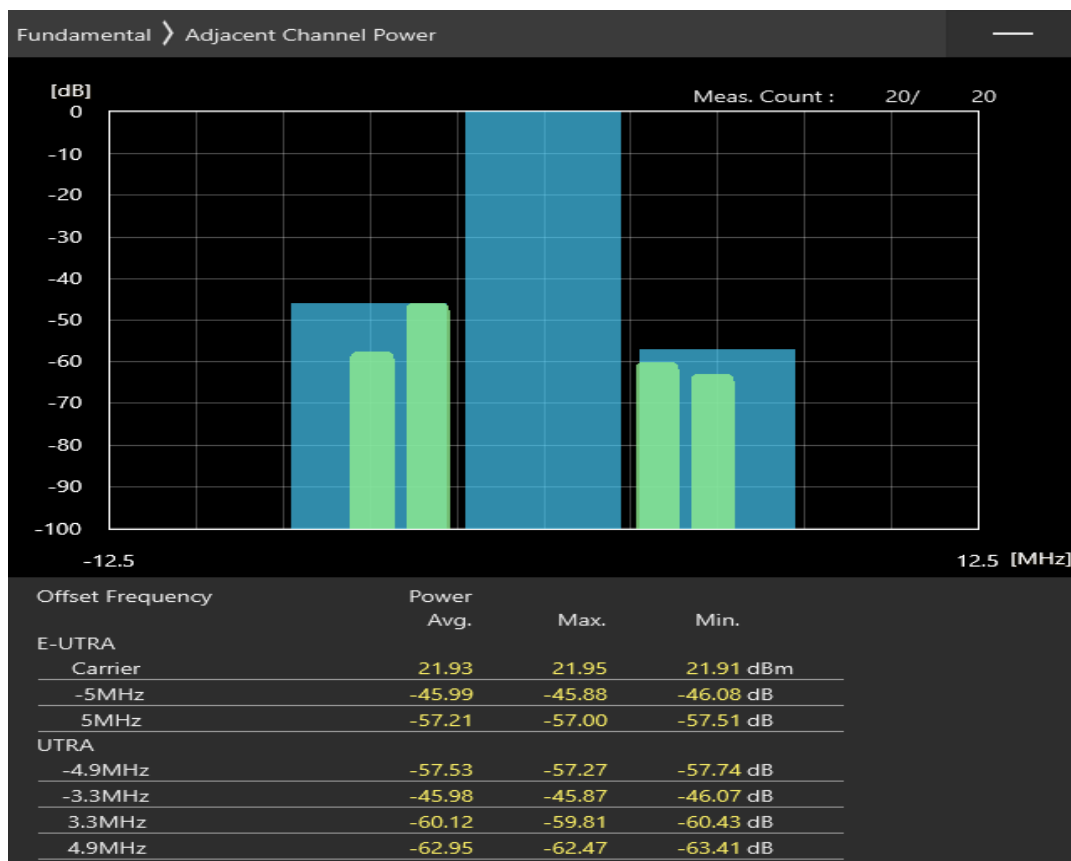 Fundamental ❯ Adjacent Channel Power
[dB]
Meas. Count : 20/ 20
0
-10
-20
-30
-40
-50
-60
-70
-80
-90
-100
-12.5 12.5 [MHz]
Offset Frequency Power
Avg. Max. Min.
E-UTRA
Carrier 21.93 21.95 21.91 dBm
-5MHz -45.99 -45.88 -46.08 dB
5MHz -57.21 -57.00 -57.51 dB
UTRA
-4.9MHz -57.53 -57.27 -57.74 dB
-3.3MHz -45.98 -45.87 -46.07 dB
3.3MHz -60.12 -59.81 -60.43 dB
4.9MHz -62.95 -62.47 -63.41 dB